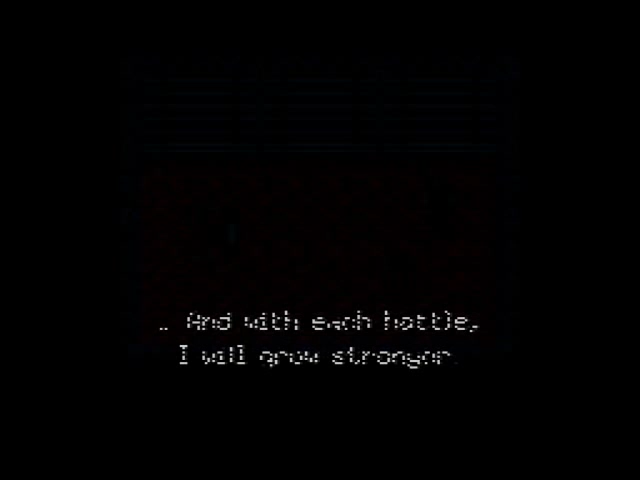 .. And with each battle,
I will grow stronger.